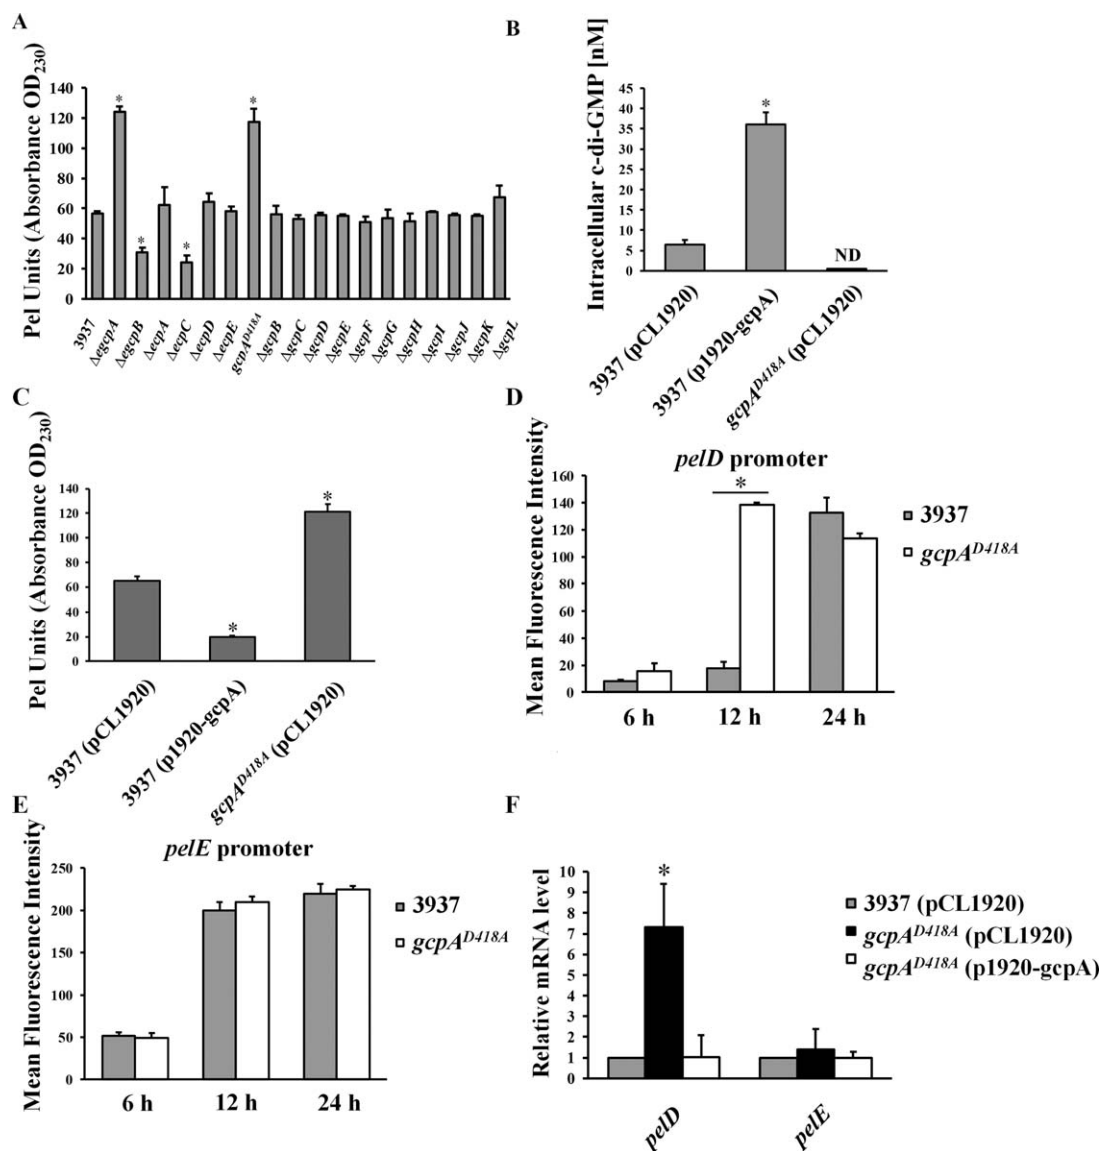 A
Pel Units (Absorbance OD230)
140
120
100
80
60
40
20
0
* * * * *
3937
ΔegcpA
ΔegcpB
ΔecpA
ΔecpC
ΔecpD
ΔecpE
gcpAD418A
ΔgcpB
ΔgcpC
ΔgcpD
ΔgcpE
ΔgcpF
ΔgcpG
ΔgcpH
ΔgcpI
ΔgcpJ
ΔgcpK
ΔgcpL
B
Intracellular c-di-GMP [nM]
45
40
35
30
25
20
15
10
5
0
*
ND
3937 (pCL1920)
3937 (p1920-gcpA)
gcpAD418A (pCL1920)
C
Pel Units (Absorbance OD230)
140
120
100
80
60
40
20
0
*
*
3937 (pCL1920)
3937 (p1920-gcpA)
gcpAD418A (pCL1920)
D
pelD promoter
Mean Fluorescence Intensity
160
140
120
100
80
60
40
20
0
*
6 h 12 h 24 h
3937
gcpAD418A
E
pelE promoter
Mean Fluorescence Intensity
250
200
150
100
50
0
6 h 12 h 24 h
3937
gcpAD418A
F
Relative mRNA level
10
9
8
7
6
5
4
3
2
1
0
*
pelD
pelE
3937 (pCL1920)
gcpAD418A (pCL1920)
gcpAD418A (p1920-gcpA)